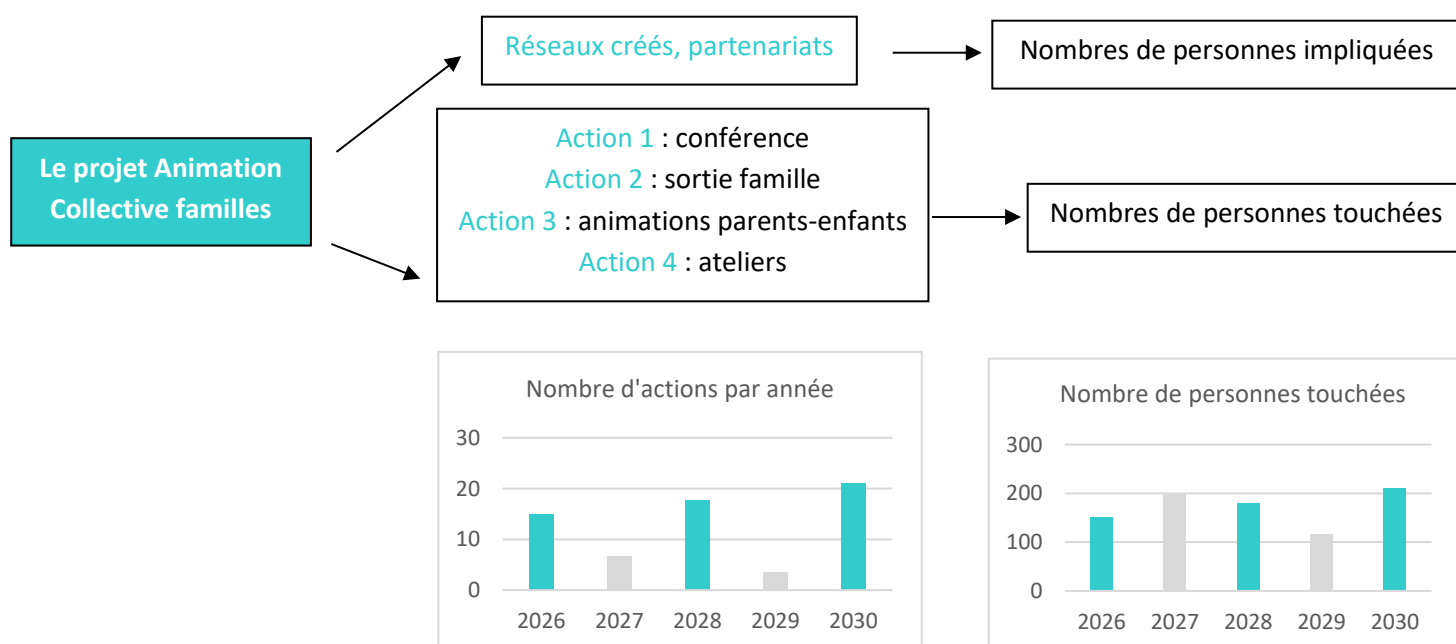 Réseaux créés, partenariats
Nombres de personnes impliquées
Le projet Animation
Collective familles
Action 1 : conférence
Action 2 : sortie famille
Action 3 : animations parents-enfants
Action 4 : ateliers
Nombres de personnes touchées
Nombre d'actions par année
30
20
10
0
2026 2027 2028 2029 2030
Nombre de personnes touchées
300
200
100
0
2026 2027 2028 2029 2030